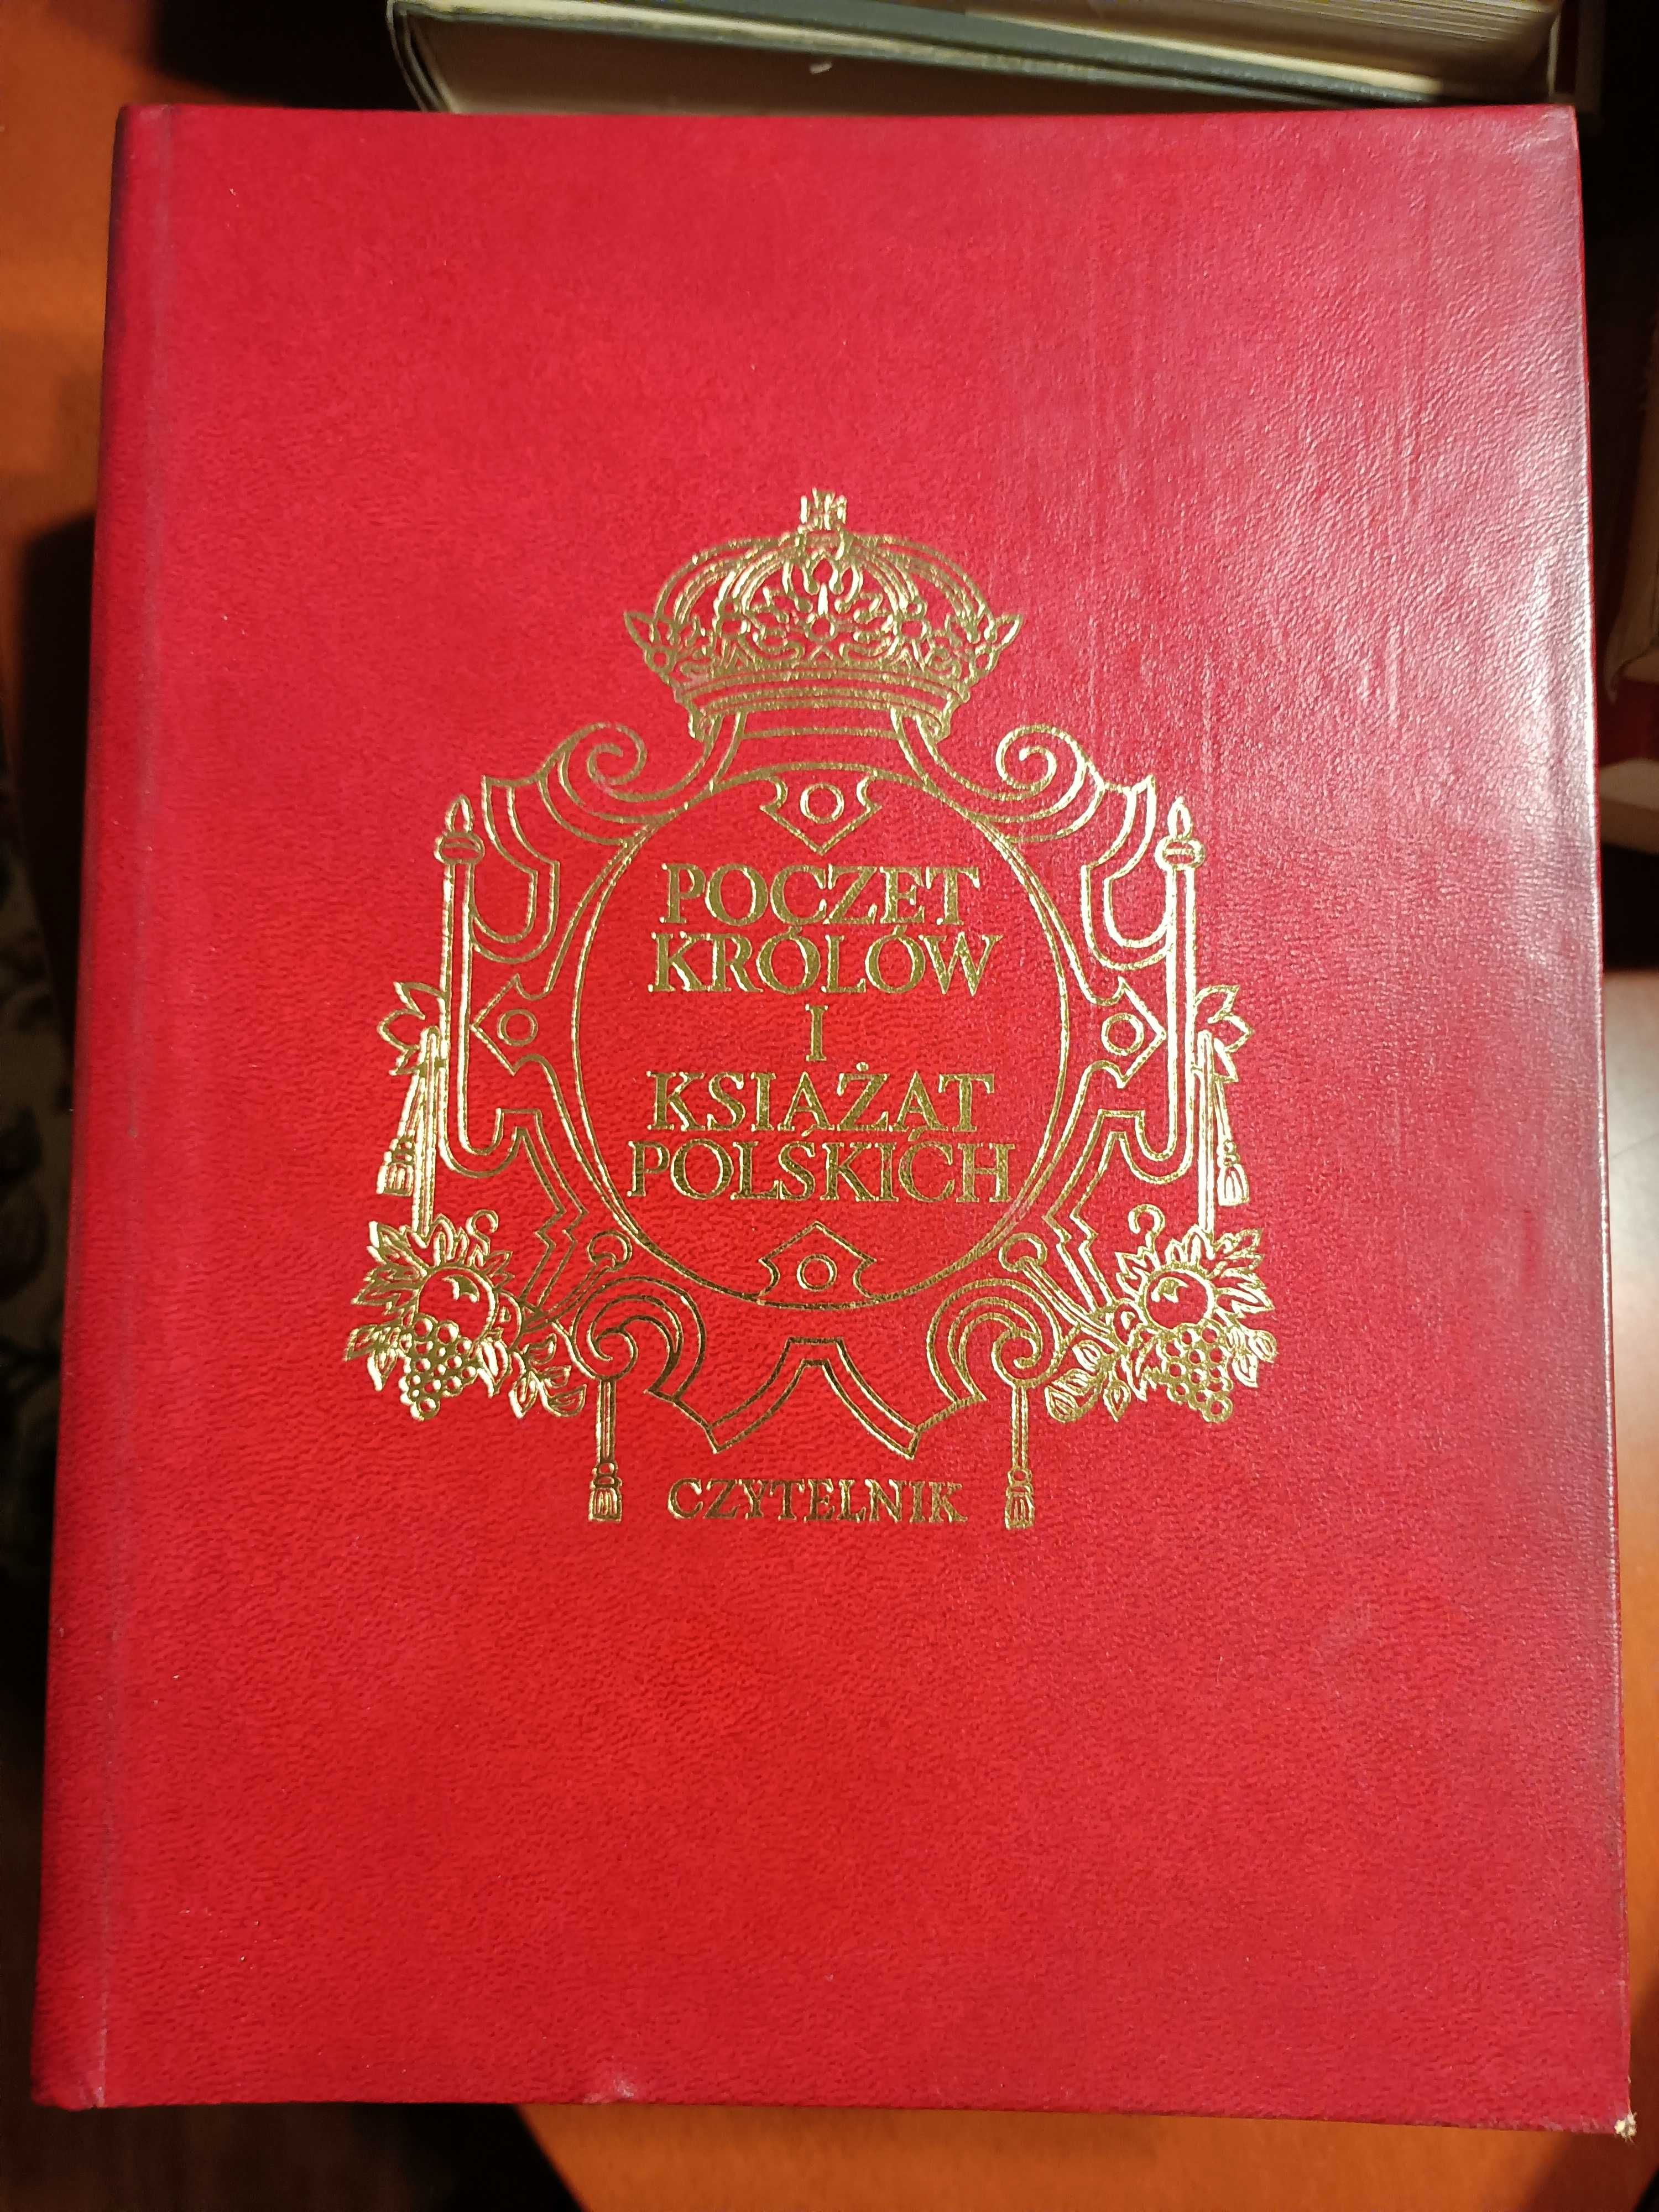 POCZET
KRÓLÓW
I
KSIĄŻĄT
POLSKICH
CZYTELNIK